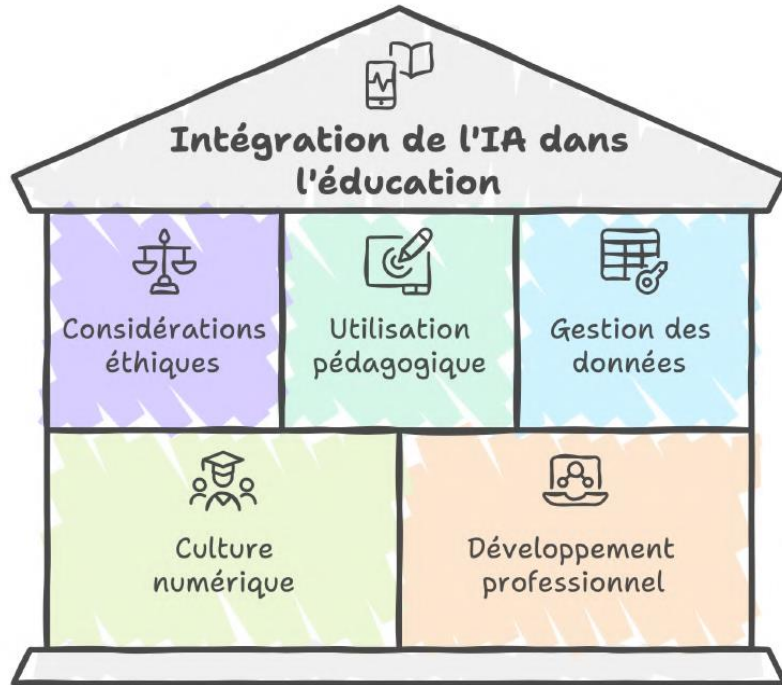 Intégration de l'IA dans
l'éducation
Considérations
éthiques
Utilisation
pédagogique
Gestion des
données
Culture
numérique
Développement
professionnel